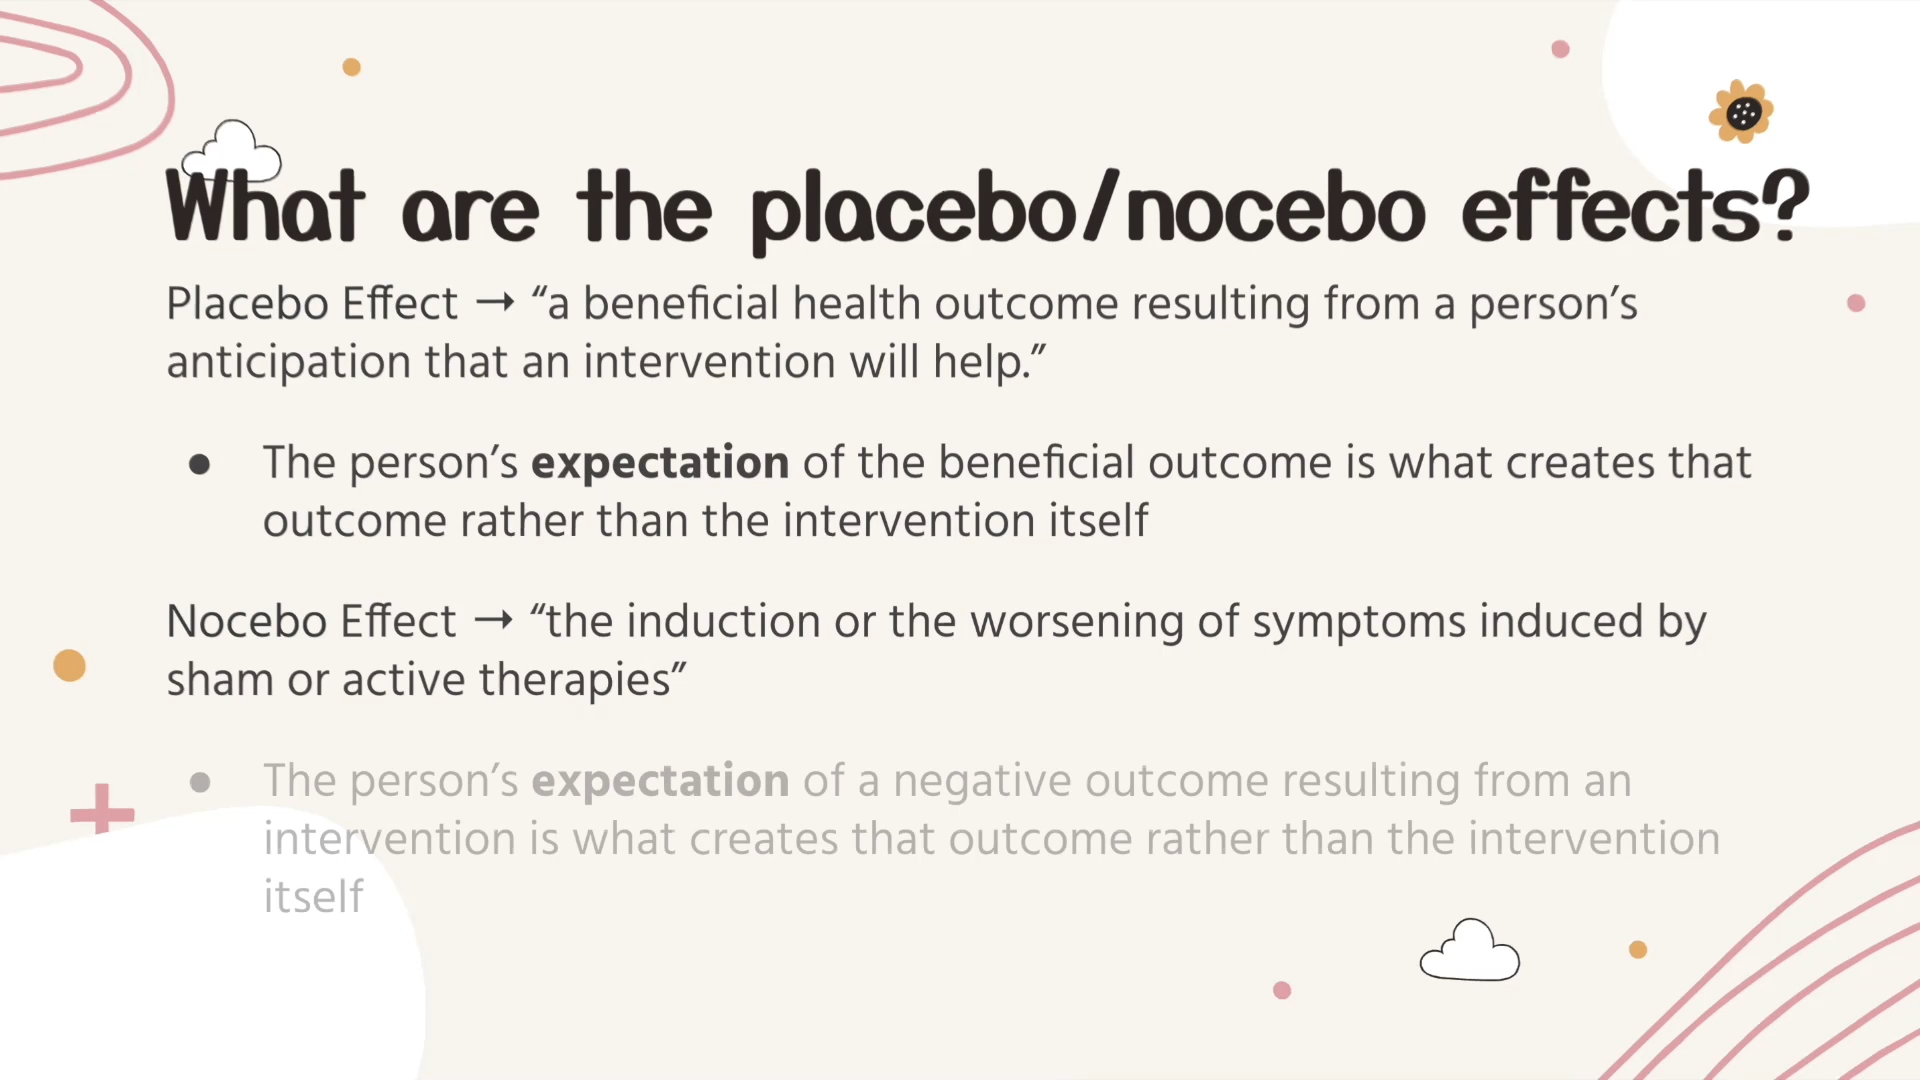 What are the placebo/nocebo effects?
Placebo Effect → “a beneficial health outcome resulting from a person’s
anticipation that an intervention will help.”
● The person’s expectation of the beneficial outcome is what creates that
outcome rather than the intervention itself
Nocebo Effect → “the induction or the worsening of symptoms induced by
sham or active therapies”
● The person’s expectation of a negative outcome resulting from an
intervention is what creates that outcome rather than the intervention
itself